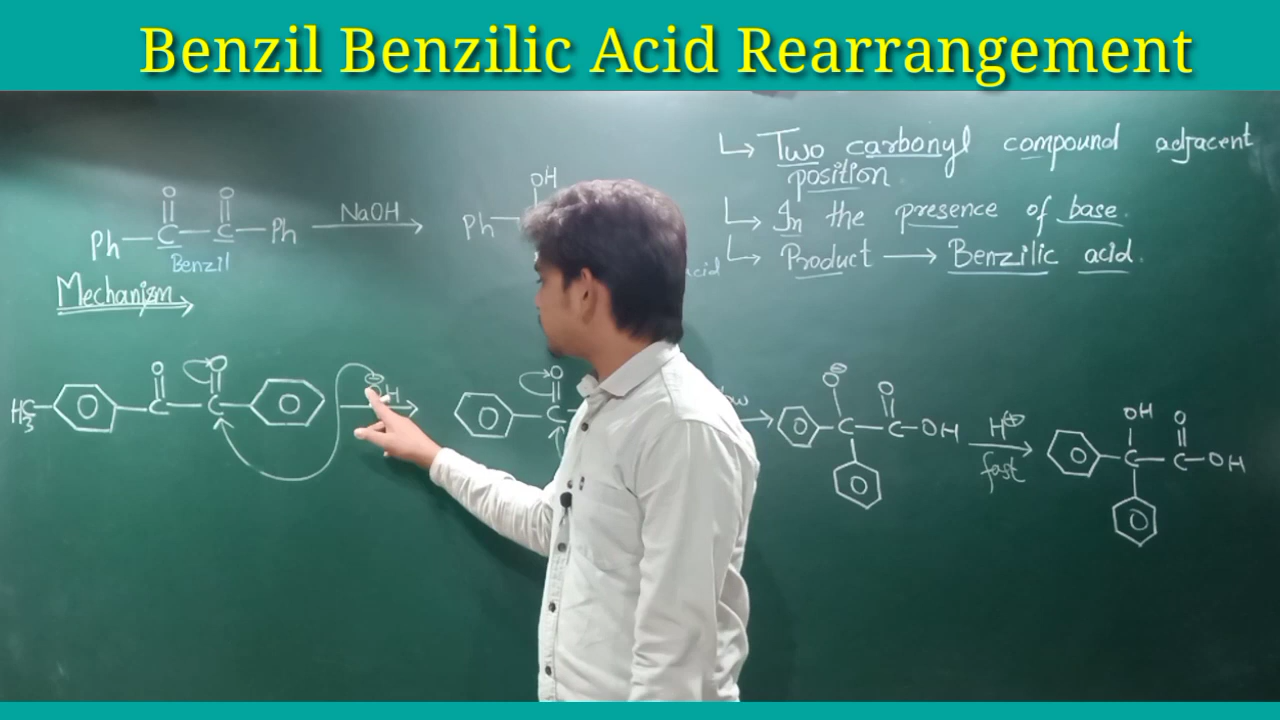 Benzil Benzilic Acid Rearrangement
Two carbonyl compound adjacent
position
In the presence of base.
Product → Benzilic acid.
O O
Ph-C-C-Ph
NaOH
OH
Ph
Benzil
acid
Mechanism
O O
H3C C C
⊖
OH
O
C
O⊖ O
C-C-OH
H⊕
fast
OH O
C-C-OH